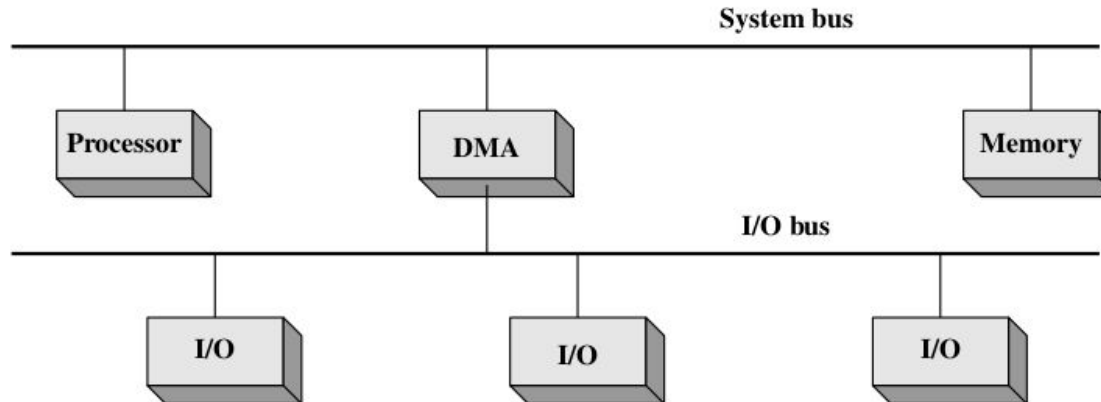 System bus
Processor
DMA
Memory
I/O bus
I/O
I/O
I/O